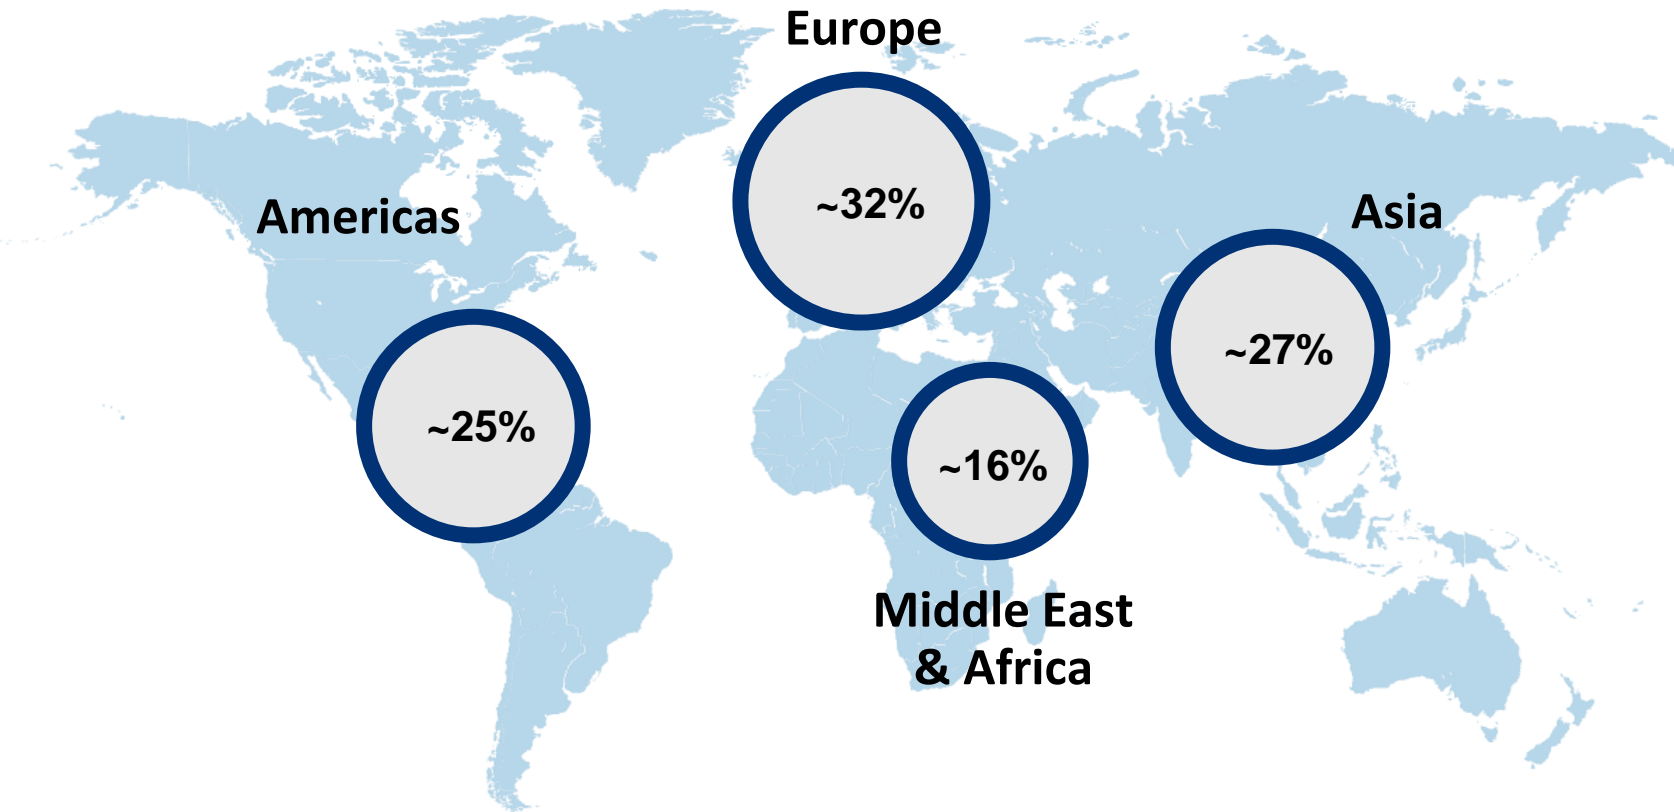 Europe
~32%
Americas
~25%
Asia
~27%
~16%
Middle East
& Africa